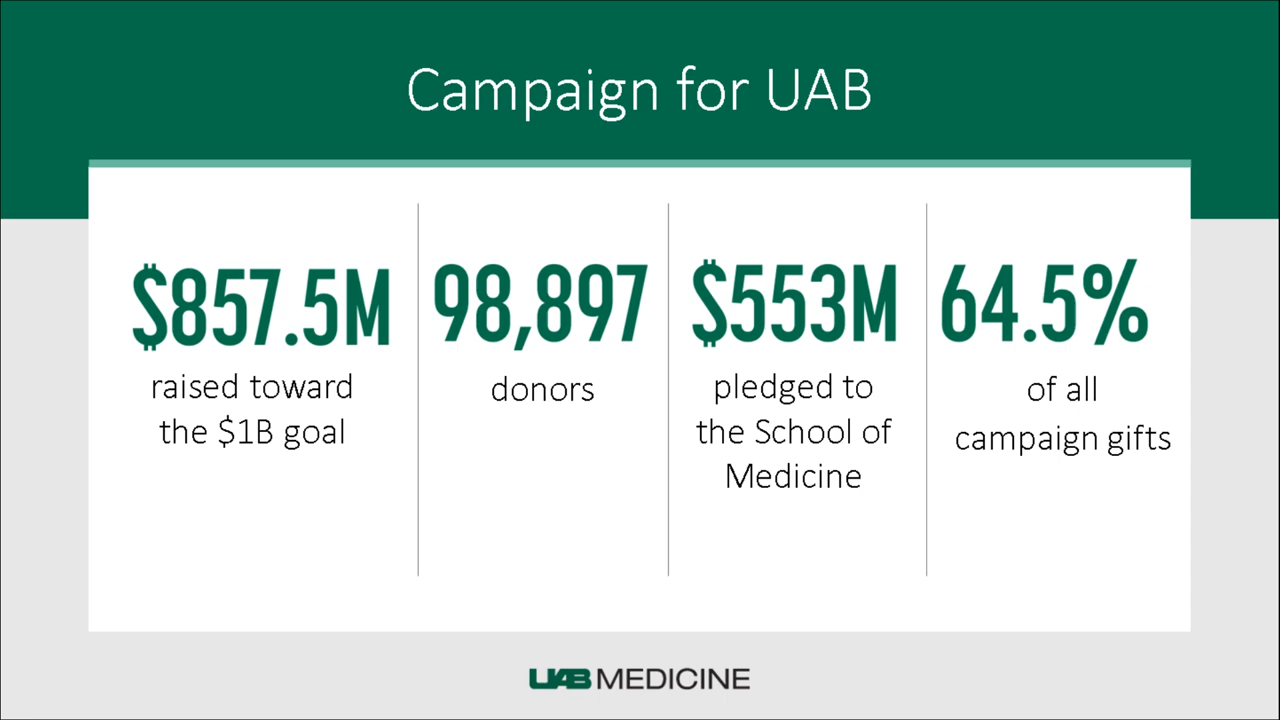 Campaign for UAB
$857.5M
raised toward
the $1B goal
98,897
donors
$553M
pledged to
the School of
Medicine
64.5%
of all
campaign gifts
UAB MEDICINE